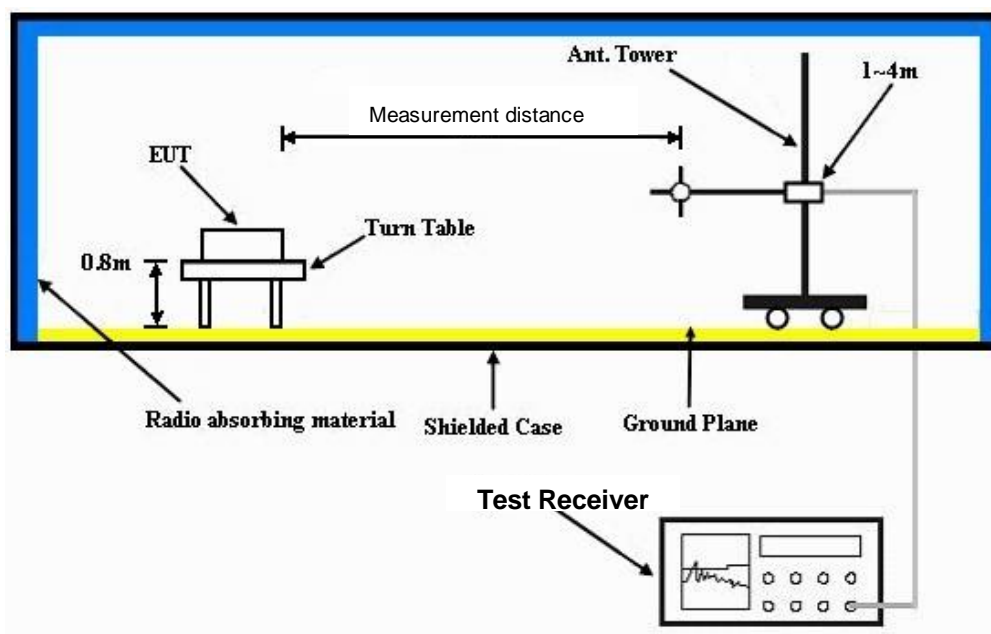 Ant. Tower
1~4m
Measurement distance
EUT
Turn Table
0.8m
Radio absorbing material
Shielded Case
Ground Plane
Test Receiver